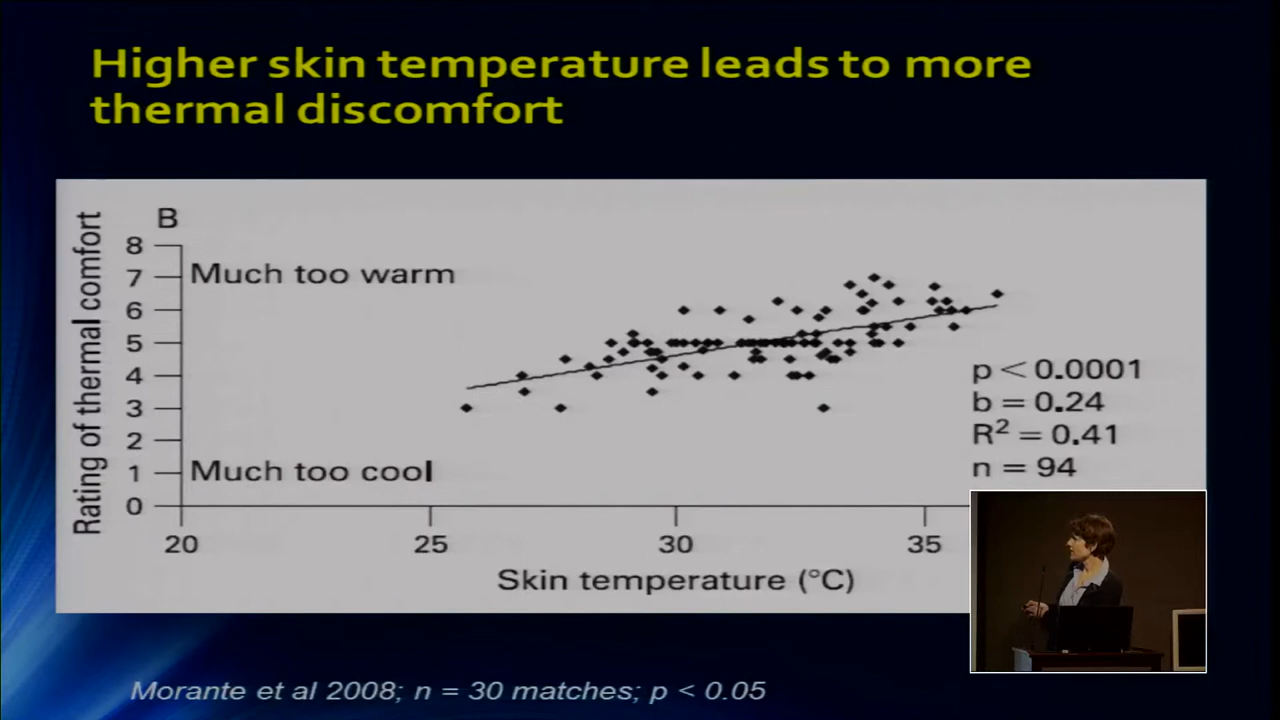 Higher skin temperature leads to more
thermal discomfort
Rating of thermal comfort
B
8
7
6
5
4
3
2
1
0
Much too warm
Much too cool
p < 0.0001
b = 0.24
R² = 0.41
n = 94
20 25 30 35
Skin temperature (°C)
Morante et al 2008; n = 30 matches; p < 0.05